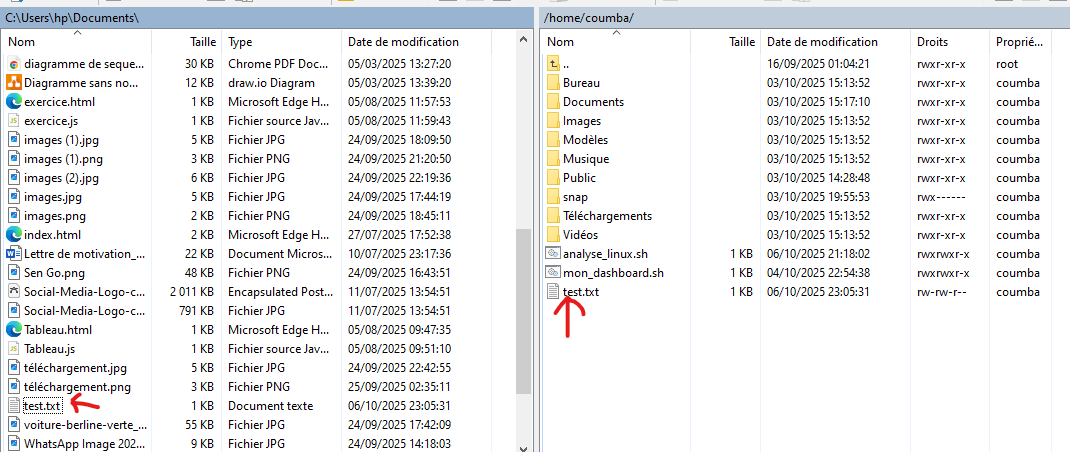 C:\Users\hp\Documents\
Nom Taille Type Date de modification
diagramme de seque... 30 KB Chrome PDF Doc... 05/03/2025 13:27:20
Diagramme sans no... 12 KB draw.io Diagram 05/03/2025 13:39:20
exercice.html 1 KB Microsoft Edge H... 05/08/2025 11:57:53
exercice.js 1 KB Fichier source Jav... 05/08/2025 11:59:43
images (1).jpg 5 KB Fichier JPG 24/09/2025 18:09:50
images (1).png 3 KB Fichier PNG 24/09/2025 21:20:50
images (2).jpg 6 KB Fichier JPG 24/09/2025 22:19:36
images.jpg 5 KB Fichier JPG 24/09/2025 17:44:19
images.png 2 KB Fichier PNG 24/09/2025 18:45:11
index.html 2 KB Microsoft Edge H... 27/07/2025 17:52:38
Lettre de motivation_... 22 KB Document Micros... 10/07/2025 23:17:36
Sen Go.png 48 KB Fichier PNG 24/09/2025 16:43:51
Social-Media-Logo-c... 2 011 KB Encapsulated Post... 11/07/2025 13:54:51
Social-Media-Logo-c... 791 KB Fichier JPG 11/07/2025 13:54:51
Tableau.html 1 KB Microsoft Edge H... 05/08/2025 09:47:35
Tableau.js 1 KB Fichier source Jav... 05/08/2025 09:51:10
téléchargement.jpg 5 KB Fichier JPG 24/09/2025 22:42:55
téléchargement.png 3 KB Fichier PNG 25/09/2025 02:35:11
test.txt 1 KB Document texte 06/10/2025 23:05:31
voiture-berline-verte_... 55 KB Fichier JPG 24/09/2025 17:42:09
WhatsApp Image 202... 9 KB Fichier JPG 24/09/2025 14:18:03
/home/coumba/
Nom Taille Date de modification Droits Proprié...
.. 16/09/2025 01:04:21 rwxr-xr-x root
Bureau 03/10/2025 15:13:52 rwxr-xr-x coumba
Documents 03/10/2025 15:17:10 rwxr-xr-x coumba
Images 03/10/2025 15:13:52 rwxr-xr-x coumba
Modèles 03/10/2025 15:13:52 rwxr-xr-x coumba
Musique 03/10/2025 15:13:52 rwxr-xr-x coumba
Public 03/10/2025 14:28:48 rwxr-xr-x coumba
snap 03/10/2025 19:55:53 rwx------ coumba
Téléchargements 03/10/2025 15:13:52 rwxr-xr-x coumba
Vidéos 03/10/2025 15:13:52 rwxr-xr-x coumba
analyse_linux.sh 1 KB 06/10/2025 21:18:02 rwxrwxr-x coumba
mon_dashboard.sh 1 KB 04/10/2025 22:54:38 rwxrwxr-x coumba
test.txt 1 KB 06/10/2025 23:05:31 rw-rw-r-- coumba